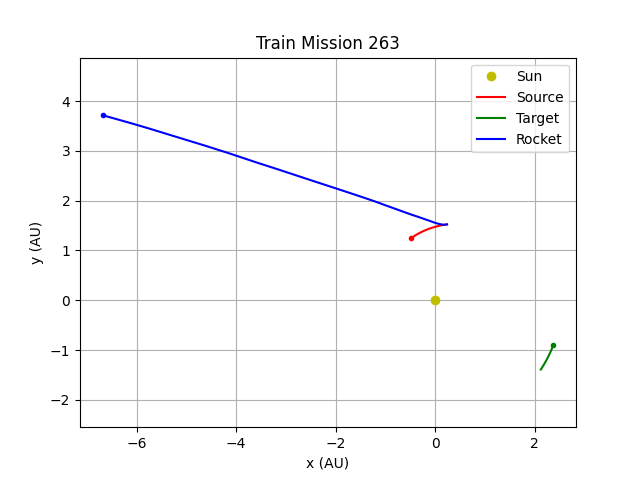 Train Mission 263
Sun
Source
Target
Rocket
4
3
2
1
0
−1
−2
y (AU)
−6
−4
−2
0
2
x (AU)